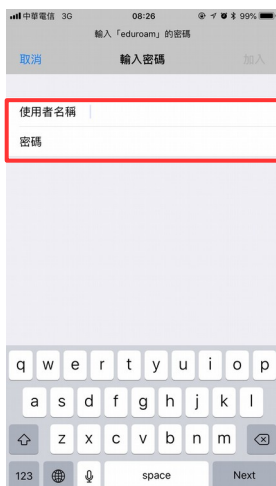 中華電信 3G 08:26 99%
輸入「eduroam」的密碼
取消 輸入密碼 加入
使用者名稱
密碼
q w e r t y u i o p
a s d f g h j k l
z x c v b n m
123 space Next